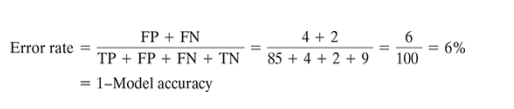 Error rate = FP + FN / TP + FP + FN + TN = 4 + 2 / 85 + 4 + 2 + 9 = 6 / 100 = 6%
= 1–Model accuracy